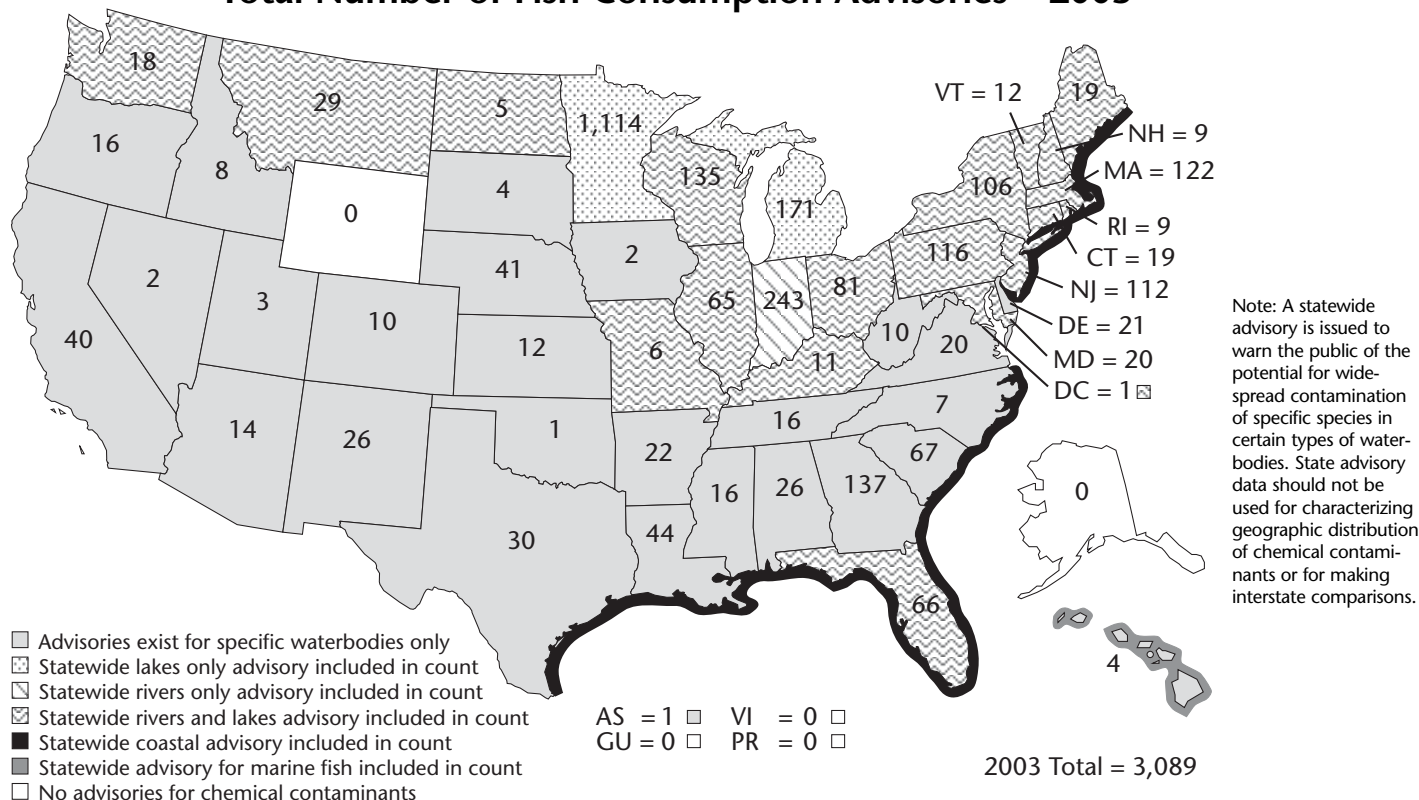 Total Number of Fish Consumption Advisories – 2003
18
29
5
1,114
16
8
0
4
135
171
106
19
VT = 12
NH = 9
MA = 122
RI = 9
CT = 19
NJ = 112
DE = 21
MD = 20
DC = 1
2
3
41
2
116
81
243
65
40
10
12
6
11
10
20
14
26
1
22
16
7
67
30
44
16
26
137
66
0
4
Note: A statewide
advisory is issued to
warn the public of the
potential for wide-
spread contamination
of specific species in
certain types of water-
bodies. State advisory
data should not be
used for characterizing
geographic distribution
of chemical contami-
nants or for making
interstate comparisons.
Advisories exist for specific waterbodies only
Statewide lakes only advisory included in count
Statewide rivers only advisory included in count
Statewide rivers and lakes advisory included in count
Statewide coastal advisory included in count
Statewide advisory for marine fish included in count
No advisories for chemical contaminants
AS = 1 VI = 0
GU = 0 PR = 0
2003 Total = 3,089